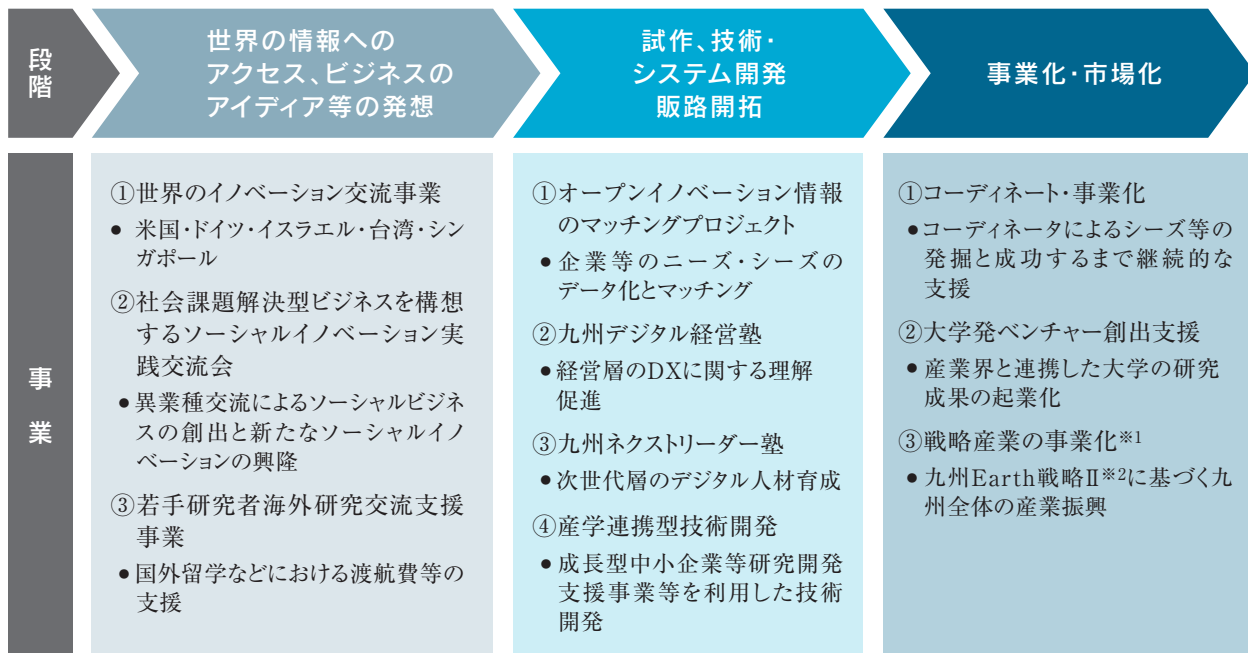 段階
世界の情報への
アクセス、ビジネスの
アイディア等の発想
試作、技術・
システム開発
販路開拓
事業化・市場化
事業
①世界のイノベーション交流事業
● 米国・ドイツ・イスラエル・台湾・シン
ガポール
②社会課題解決型ビジネスを構想
するソーシャルイノベーション実
践交流会
● 異業種交流によるソーシャルビジネ
スの創出と新たなソーシャルイノ
ベーションの興隆
③若手研究者海外研究交流支援
事業
● 国外留学などにおける渡航費等の
支援
①オープンイノベーション情報
のマッチングプロジェクト
● 企業等のニーズ・シーズの
データ化とマッチング
②九州デジタル経営塾
● 経営層のDXに関する理解
促進
③九州ネクストリーダー塾
● 次世代層のデジタル人材育成
④産学連携型技術開発
● 成長型中小企業等研究開発
支援事業等を利用した技術
開発
①コーディネート・事業化
● コーディネータによるシーズ等の
発掘と成功するまで継続的な
支援
②大学発ベンチャー創出支援
● 産業界と連携した大学の研究
成果の起業化
③戦略産業の事業化※1
● 九州Earth戦略Ⅱ※2に基づく九
州全体の産業振興